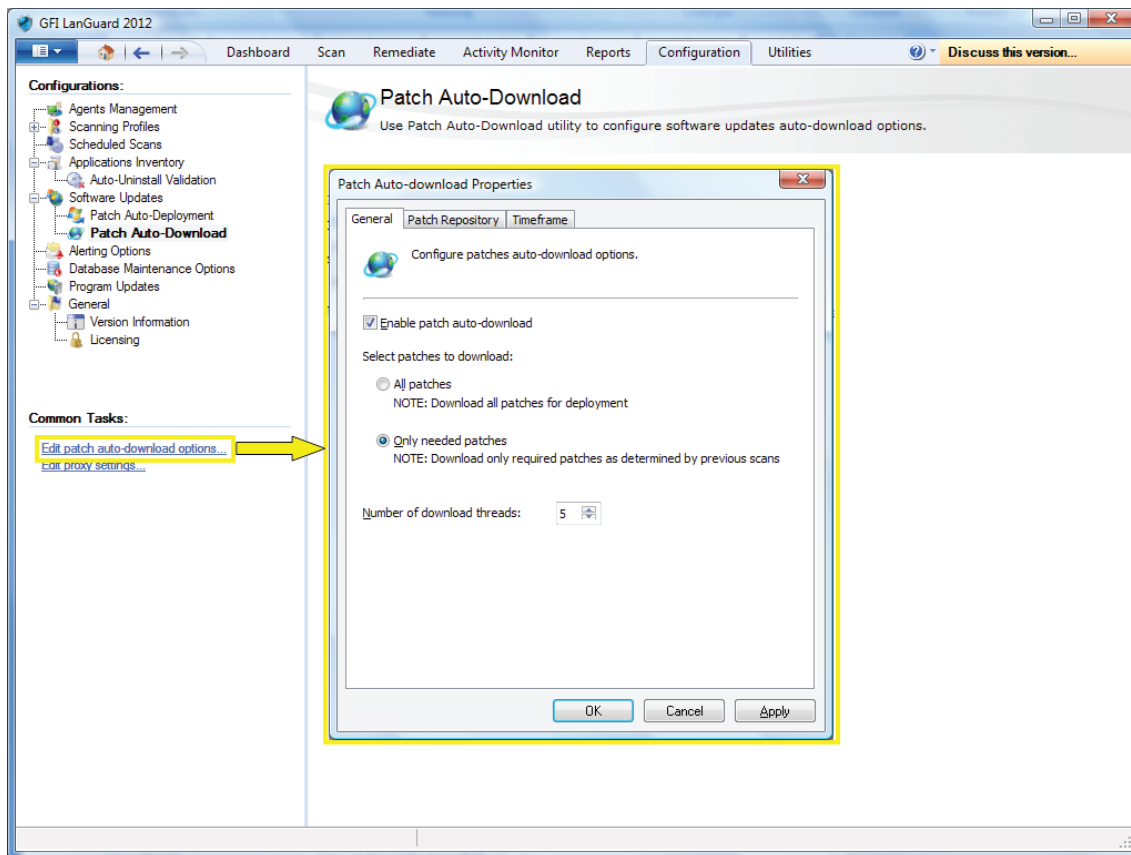 GFI LanGuard 2012
Dashboard Scan Remediate Activity Monitor Reports Configuration Utilities Discuss this version...
Configurations:
Agents Management
Scanning Profiles
Scheduled Scans
Applications Inventory
Auto-Uninstall Validation
Software Updates
Patch Auto-Deployment
Patch Auto-Download
Alerting Options
Database Maintenance Options
Program Updates
General
Version Information
Licensing
Common Tasks:
Edit patch auto-download options...
Edit proxy settings...
Patch Auto-Download
Use Patch Auto-Download utility to configure software updates auto-download options.
Patch Auto-download Properties
General Patch Repository Timeframe
Configure patches auto-download options.
Enable patch auto-download
Select patches to download:
All patches
NOTE: Download all patches for deployment
Only needed patches
NOTE: Download only required patches as determined by previous scans
Number of download threads: 5
OK Cancel Apply